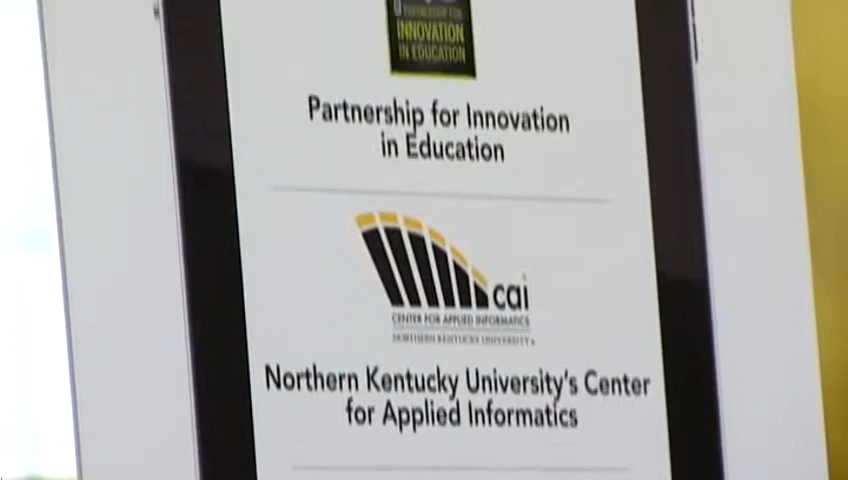 INNOVATION
IN EDUCATION
Partnership for Innovation
in Education
cai
CENTER FOR APPLIED INFORMATICS
NORTHERN KENTUCKY UNIVERSITY
Northern Kentucky University's Center
for Applied Informatics